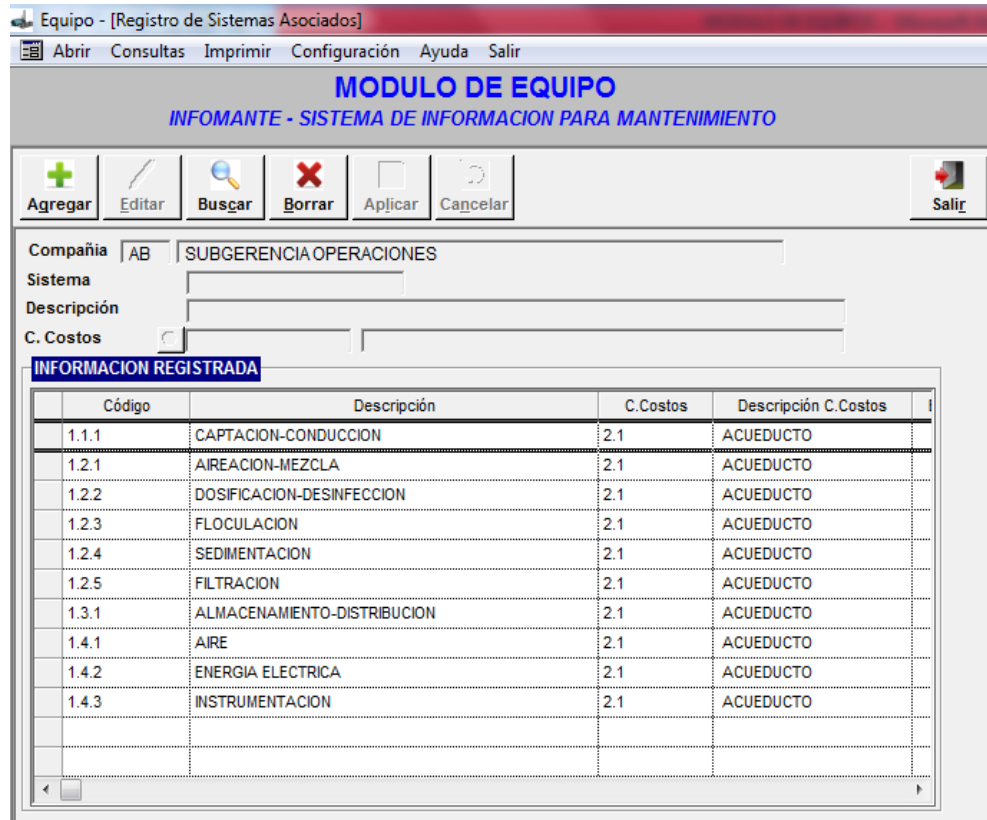 Equipo - [Registro de Sistemas Asociados]
Abrir Consultas Imprimir Configuración Ayuda Salir
MODULO DE EQUIPO
INFOMANTE - SISTEMA DE INFORMACION PARA MANTENIMIENTO
Agregar Editar Buscar Borrar Aplicar Cancelar Salir
Compañia AB SUBGERENCIA OPERACIONES
Sistema
Descripción
C. Costos
INFORMACION REGISTRADA
Código Descripción C.Costos Descripción C.Costos
1.1.1 CAPTACION-CONDUCCION 2.1 ACUEDUCTO
1.2.1 AIREACION-MEZCLA 2.1 ACUEDUCTO
1.2.2 DOSIFICACION-DESINFECCION 2.1 ACUEDUCTO
1.2.3 FLOCULACION 2.1 ACUEDUCTO
1.2.4 SEDIMENTACION 2.1 ACUEDUCTO
1.2.5 FILTRACION 2.1 ACUEDUCTO
1.3.1 ALMACENAMIENTO-DISTRIBUCION 2.1 ACUEDUCTO
1.4.1 AIRE 2.1 ACUEDUCTO
1.4.2 ENERGIA ELECTRICA 2.1 ACUEDUCTO
1.4.3 INSTRUMENTACION 2.1 ACUEDUCTO